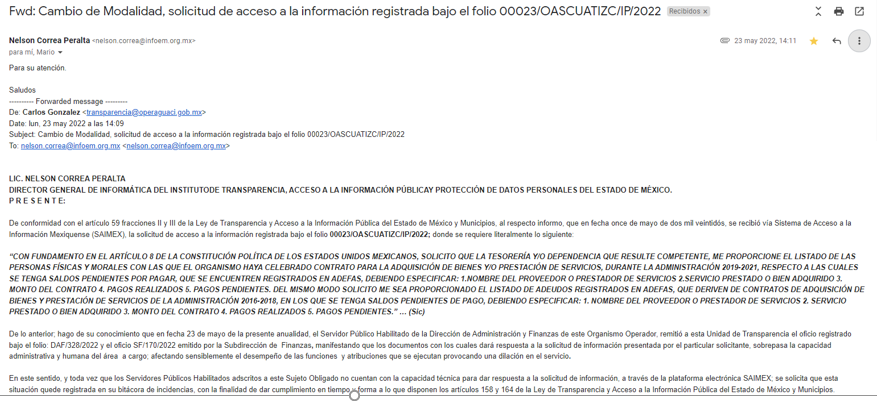 Fwd: Cambio de Modalidad, solicitud de acceso a la información registrada bajo el folio 00023/OASCUATIZC/IP/2022 Recibidos x
Nelson Correa Peralta <nelson.correa@infoem.org.mx> 23 may 2022, 14:11
para mí, Mario
Para su atención.
Saludos
---------- Forwarded message ---------
De: Carlos Gonzalez <transparencia@operaguaci.gob.mx>
Date: lun, 23 may 2022 a las 14:09
Subject: Cambio de Modalidad, solicitud de acceso a la información registrada bajo el folio 00023/OASCUATIZC/IP/2022
To: nelson.correa@infoem.org.mx <nelson.correa@infoem.org.mx>
LIC. NELSON CORREA PERALTA
DIRECTOR GENERAL DE INFORMÁTICA DEL INSTITUTODE TRANSPARENCIA, ACCESO A LA INFORMACIÓN PÚBLICAY PROTECCIÓN DE DATOS PERSONALES DEL ESTADO DE MÉXICO.
P R E S E N T E:
De conformidad con el artículo 59 fracciones II y III de la Ley de Transparencia y Acceso a la Información Pública del Estado de México y Municipios, al respecto informo, que en fecha once de mayo de dos mil veintidós, se recibió vía Sistema de Acceso a la
Información Mexiquense (SAIMEX), la solicitud de acceso a la información registrada bajo el folio 00023/OASCUATIZC/IP/2022; donde se requiere literalmente lo siguiente:
“CON FUNDAMENTO EN EL ARTÍCULO 8 DE LA CONSTITUCIÓN POLÍTICA DE LOS ESTADOS UNIDOS MEXICANOS, SOLICITO QUE LA TESORERÍA Y/O DEPENDENCIA QUE RESULTE COMPETENTE, ME PROPORCIONE EL LISTADO DE LAS
PERSONAS FÍSICAS Y MORALES CON LAS QUE EL ORGANISMO HAYA CELEBRADO CONTRATO PARA LA ADQUISICIÓN DE BIENES Y/O PRESTACIÓN DE SERVICIOS, DURANTE LA ADMINISTRACIÓN 2019-2021, RESPECTO A LAS CUALES
SE TENGA SALDOS PENDIENTES POR PAGAR, QUE SE ENCUENTREN REGISTRADOS EN ADEFAS, DEBIENDO ESPECIFICAR: 1.NOMBRE DEL PROVEEDOR O PRESTADOR DE SERVICIOS 2.SERVICIO PRESTADO O BIEN ADQUIRIDO 3.
MONTO DEL CONTRATO 4. PAGOS REALIZADOS 5. PAGOS PENDIENTES. DEL MISMO MODO SOLICITO ME SEA PROPORCIONADO EL LISTADO DE ADEUDOS REGISTRADOS EN ADEFAS, QUE DERIVEN DE CONTRATOS DE ADQUISICIÓN DE
BIENES Y PRESTACIÓN DE SERVICIOS DE LA ADMINISTRACIÓN 2016-2018, EN LOS QUE SE TENGA SALDOS PENDIENTES DE PAGO, DEBIENDO ESPECIFICAR: 1. NOMBRE DEL PROVEEDOR O PRESTADOR DE SERVICIOS 2. SERVICIO
PRESTADO O BIEN ADQUIRIDO 3. MONTO DEL CONTRATO 4. PAGOS REALIZADOS 5. PAGOS PENDIENTES.” ... (Sic)
De lo anterior, hago de su conocimiento que en fecha 23 de mayo de la presente anualidad, el Servidor Público Habilitado de la Dirección de Administración y Finanzas de este Organismo Operador, remitió a esta Unidad de Transparencia el oficio registrado
bajo el folio: DAF/328/2022 y el oficio SF/170/2022 emitido por la Subdirección de Finanzas, manifestando que los documentos con los cuales dará respuesta a la solicitud de información presentada por el particular solicitante, sobrepasa la capacidad
administrativa y humana del área a cargo; afectando sensiblemente el desempeño de las funciones y atribuciones que se ejecutan provocando una dilación en el servicio.
En este sentido, y toda vez que los Servidores Públicos Habilitados adscritos a este Sujeto Obligado no cuentan con la capacidad técnica para dar respuesta a la solicitud de información, a través de la plataforma electrónica SAIMEX; se solicita que esta
situación quede registrada en su bitácora de incidencias, con la finalidad de dar cumplimiento en tiempo y forma a lo que disponen los artículos 158 y 164 de la Ley de Transparencia y Acceso a la Información Pública del Estado de México y Municipios.